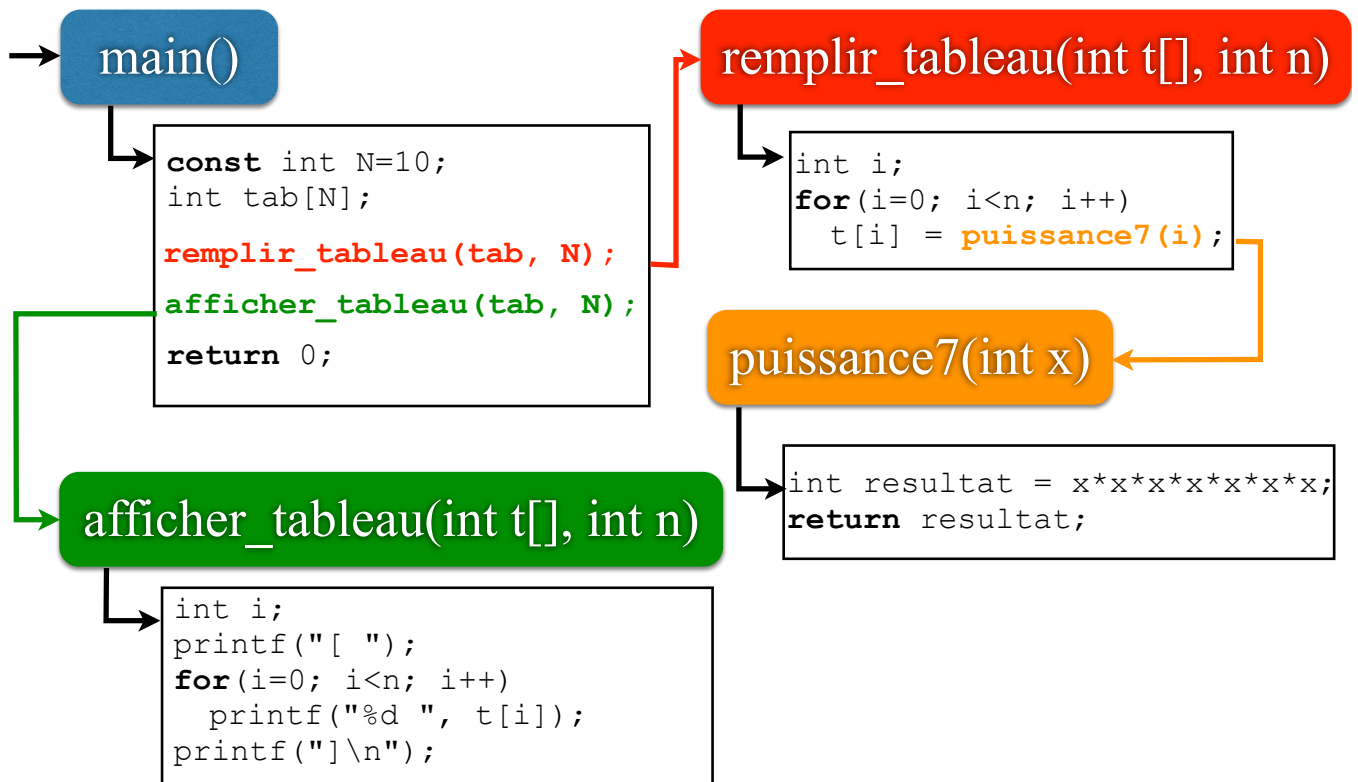 main()
const int N=10;
int tab[N];
remplir_tableau(tab, N);
afficher_tableau(tab, N);
return 0;
remplir_tableau(int t[], int n)
int i;
for(i=0; i<n; i++)
  t[i] = puissance7(i);
puissance7(int x)
int resultat = x*x*x*x*x*x*x;
return resultat;
afficher_tableau(int t[], int n)
int i;
printf("[ ");
for(i=0; i<n; i++)
  printf("%d ", t[i]);
printf("]\n");